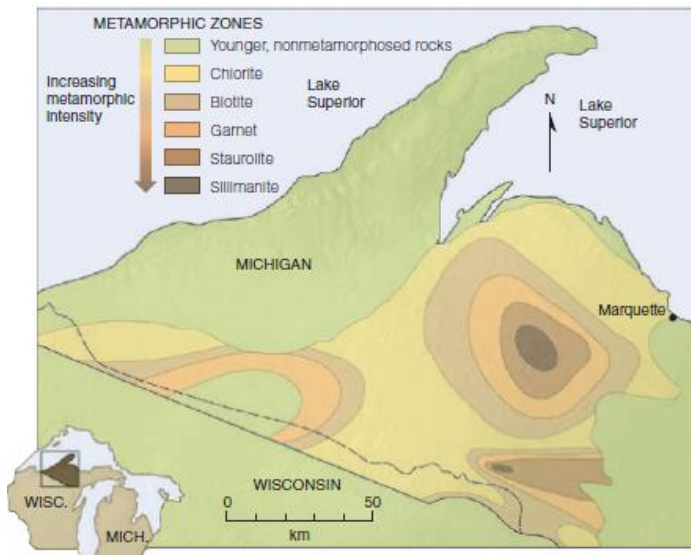 METAMORPHIC ZONES
Increasing
metamorphic
intensity
Younger, nonmetamorphosed rocks
Chlorite
Biotite
Garnet
Staurolite
Sillimanite
Lake
Superior
N
Lake
Superior
MICHIGAN
Marquette
WISCONSIN
0 50
km
WISC.
MICH.